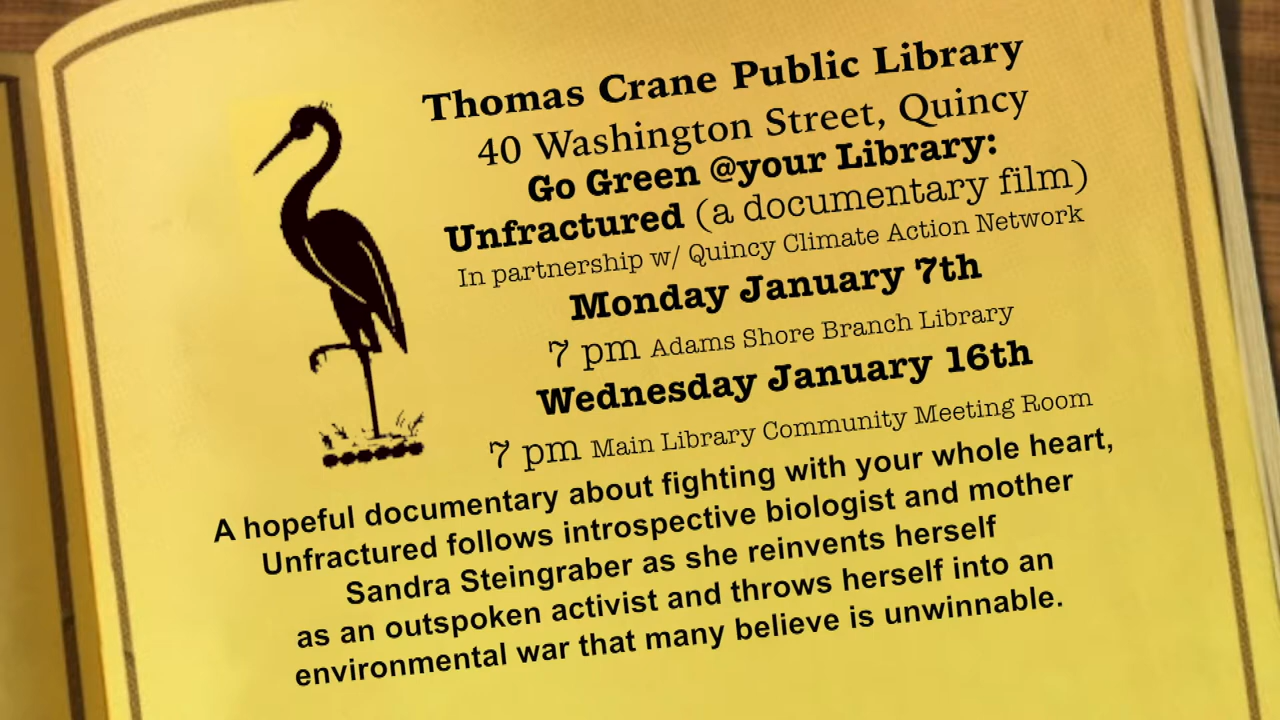 Thomas Crane Public Library
40 Washington Street, Quincy
Go Green @your Library:
Unfractured (a documentary film)
In partnership w/ Quincy Climate Action Network
Monday January 7th
7 pm Adams Shore Branch Library
Wednesday January 16th
7 pm Main Library Community Meeting Room
A hopeful documentary about fighting with your whole heart,
Unfractured follows introspective biologist and mother
Sandra Steingraber as she reinvents herself
as an outspoken activist and throws herself into an
environmental war that many believe is unwinnable.